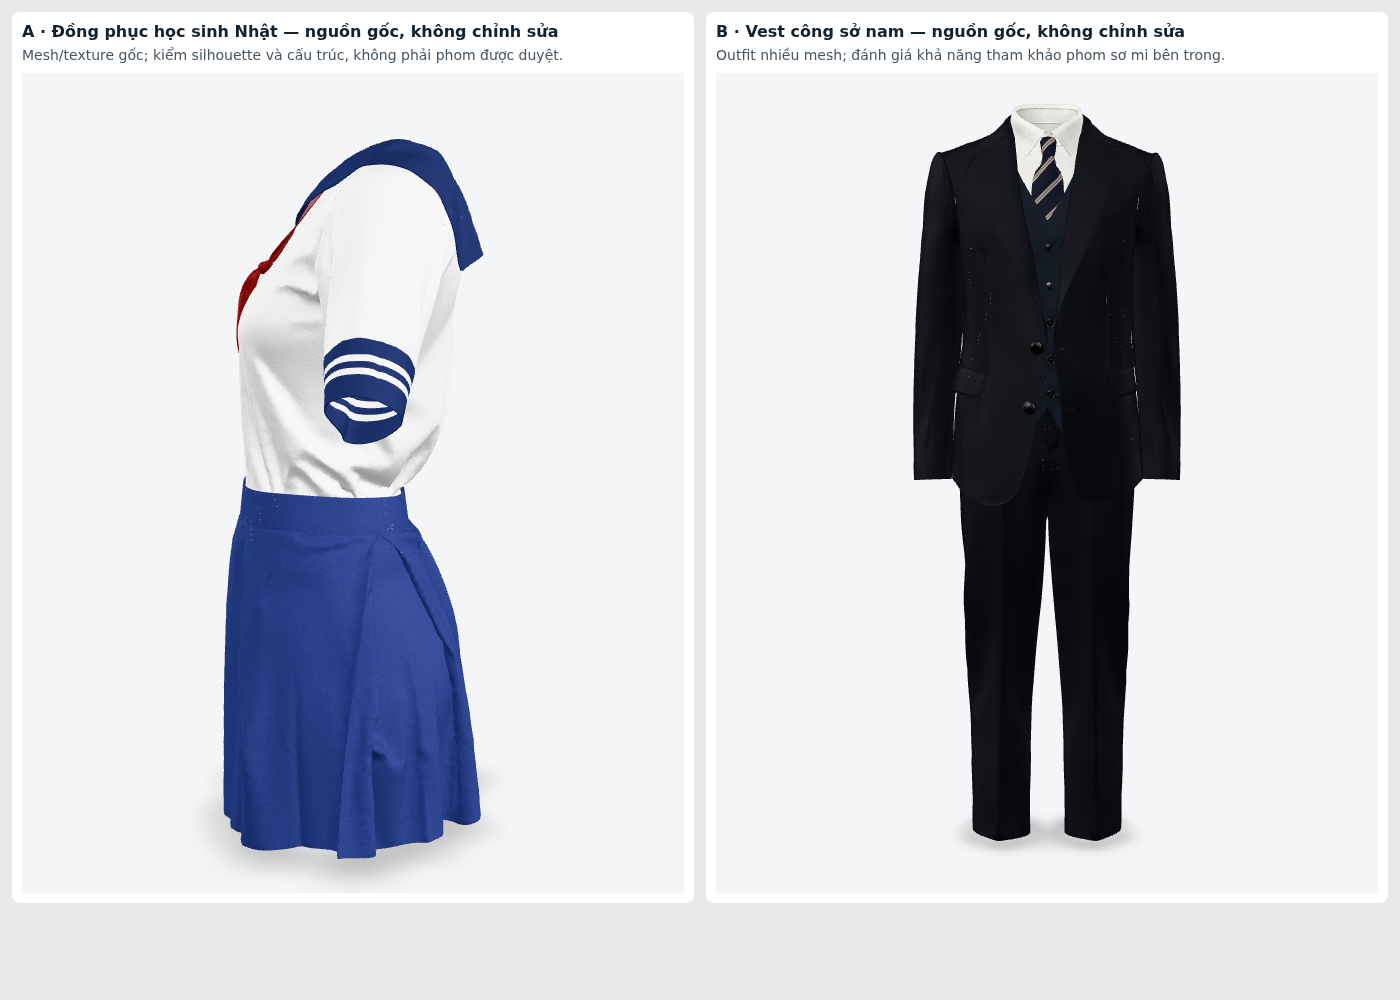 A · Đồng phục học sinh Nhật — nguồn gốc, không chỉnh sửa
Mesh/texture gốc; kiểm silhouette và cấu trúc, không phải phom được duyệt.
B · Vest công sở nam — nguồn gốc, không chỉnh sửa
Outfit nhiều mesh; đánh giá khả năng tham khảo phom sơ mi bên trong.